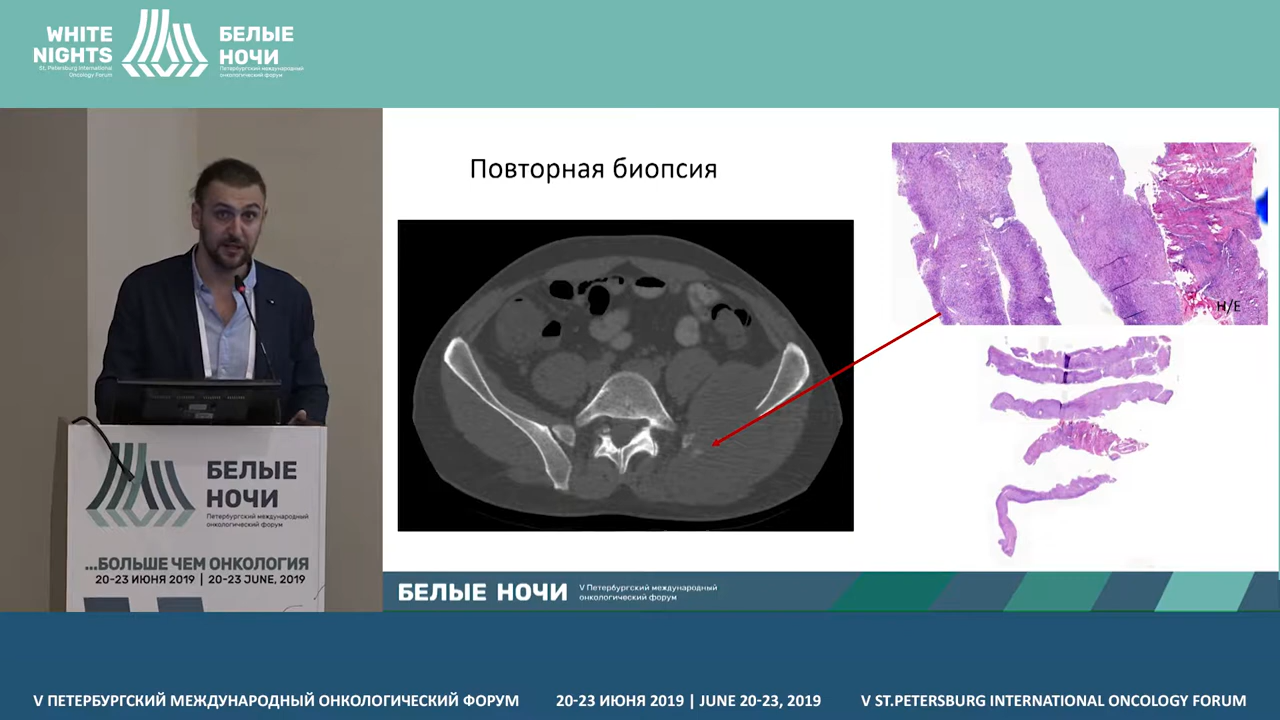 WHITE
NIGHTS
St. Petersburg International
Oncology Forum
БЕЛЫЕ
НОЧИ
Петербургский международный
онкологический форум
Повторная биопсия
H/E
БЕЛЫЕ
НОЧИ
Петербургский международный
онкологический форум
...БОЛЬШЕ ЧЕМ ОНКОЛОГИЯ
20-23 ИЮНЯ 2019 | 20-23 JUNE, 2019
БЕЛЫЕ НОЧИ
V Петербургский международный
онкологический форум
V ПЕТЕРБУРГСКИЙ МЕЖДУНАРОДНЫЙ ОНКОЛОГИЧЕСКИЙ ФОРУМ
20-23 ИЮНЯ 2019 | JUNE 20-23, 2019
V ST.PETERSBURG INTERNATIONAL ONCOLOGY FORUM